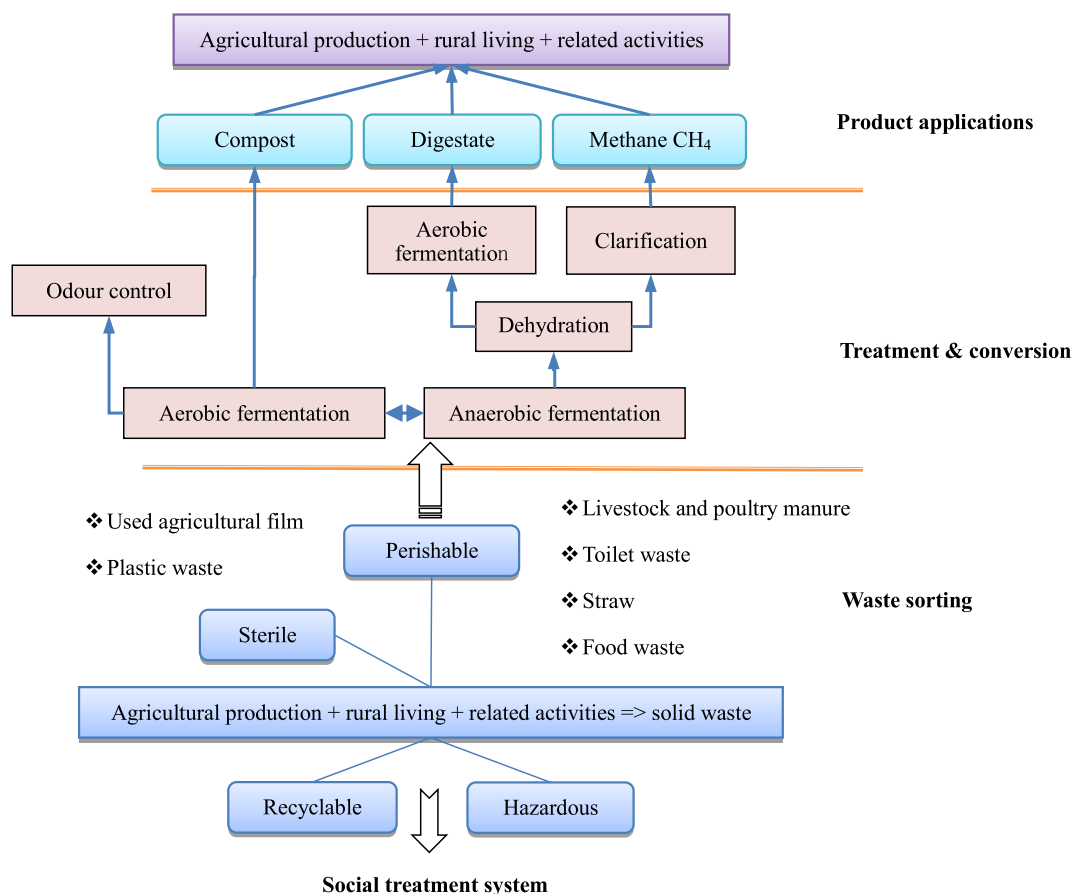 Agricultural production + rural living + related activities
Product applications
Compost
Digestate
Methane CH₄
Aerobic
fermentation
Clarification
Odour control
Dehydration
Treatment & conversion
Aerobic fermentation
Anaerobic fermentation
❖ Used agricultural film
❖ Plastic waste
Perishable
❖ Livestock and poultry manure
❖ Toilet waste
❖ Straw
❖ Food waste
Waste sorting
Sterile
Agricultural production + rural living + related activities => solid waste
Recyclable
Hazardous
Social treatment system